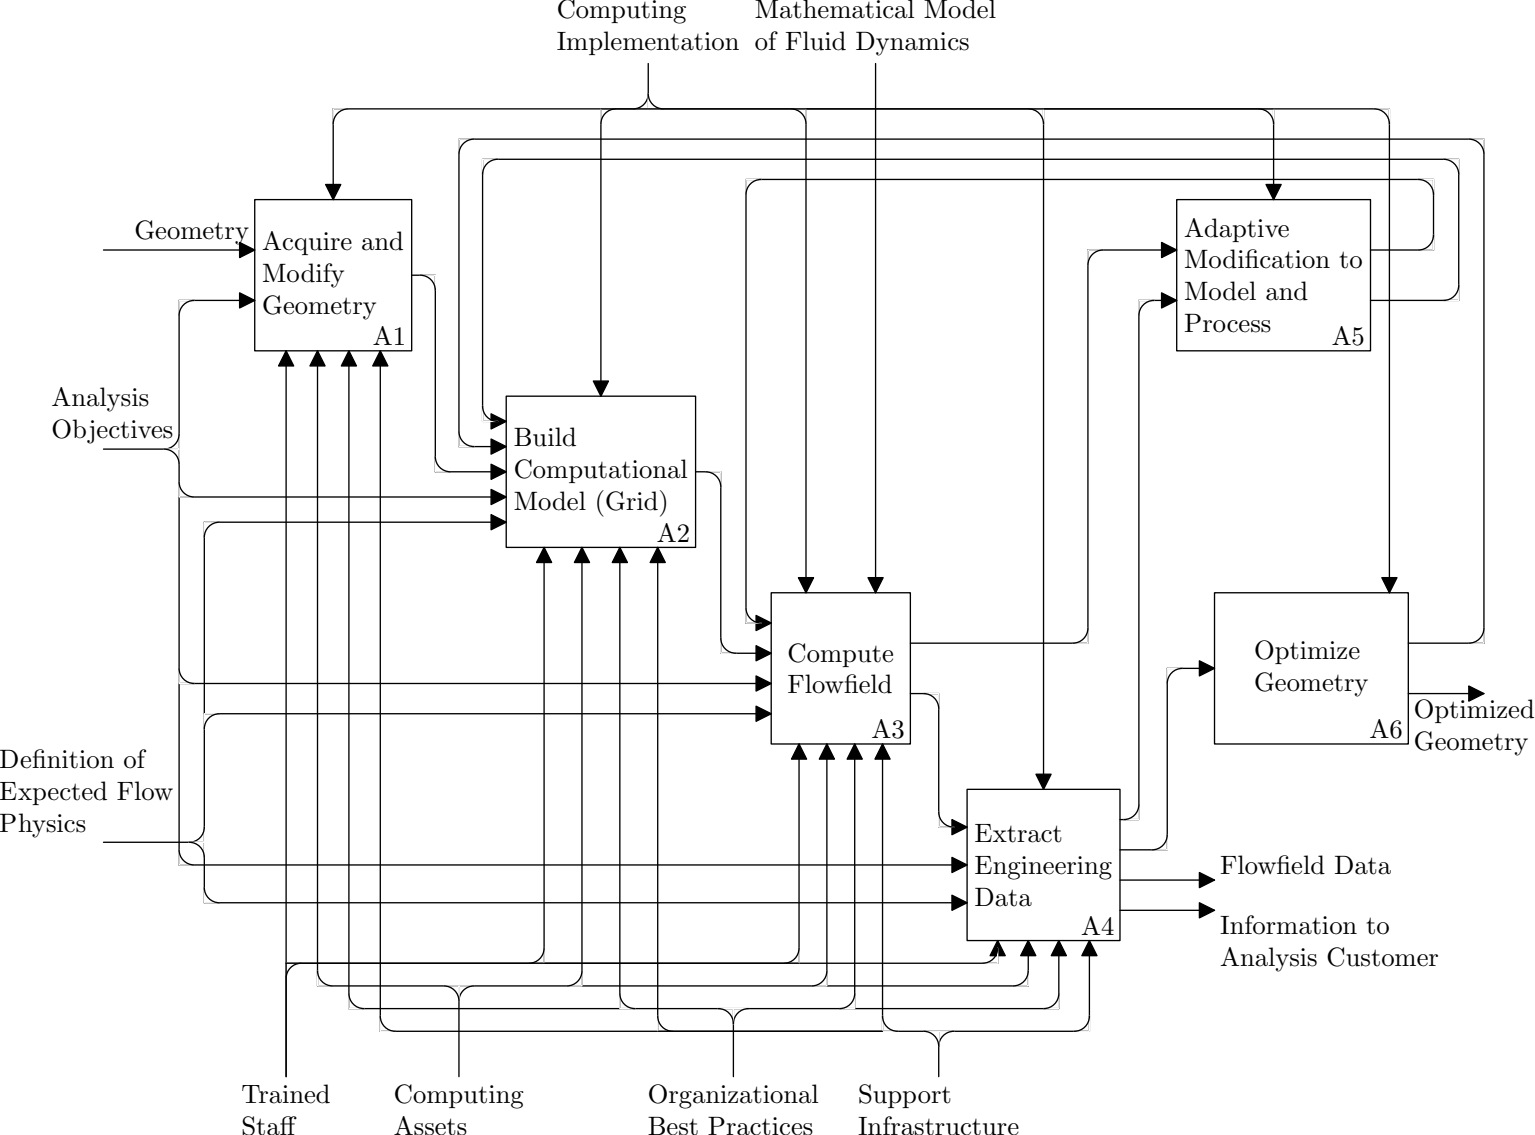 Computing
Implementation
Mathematical Model
of Fluid Dynamics
Geometry
Acquire and
Modify
Geometry
A1
Adaptive
Modification to
Model and
Process
A5
Analysis
Objectives
Build
Computational
Model (Grid)
A2
Compute
Flowfield
A3
Optimize
Geometry
A6
Optimized
Geometry
Definition of
Expected Flow
Physics
Extract
Engineering
Data
A4
Flowfield Data
Information to
Analysis Customer
Trained
Staff
Computing
Assets
Organizational
Best Practices
Support
Infrastructure